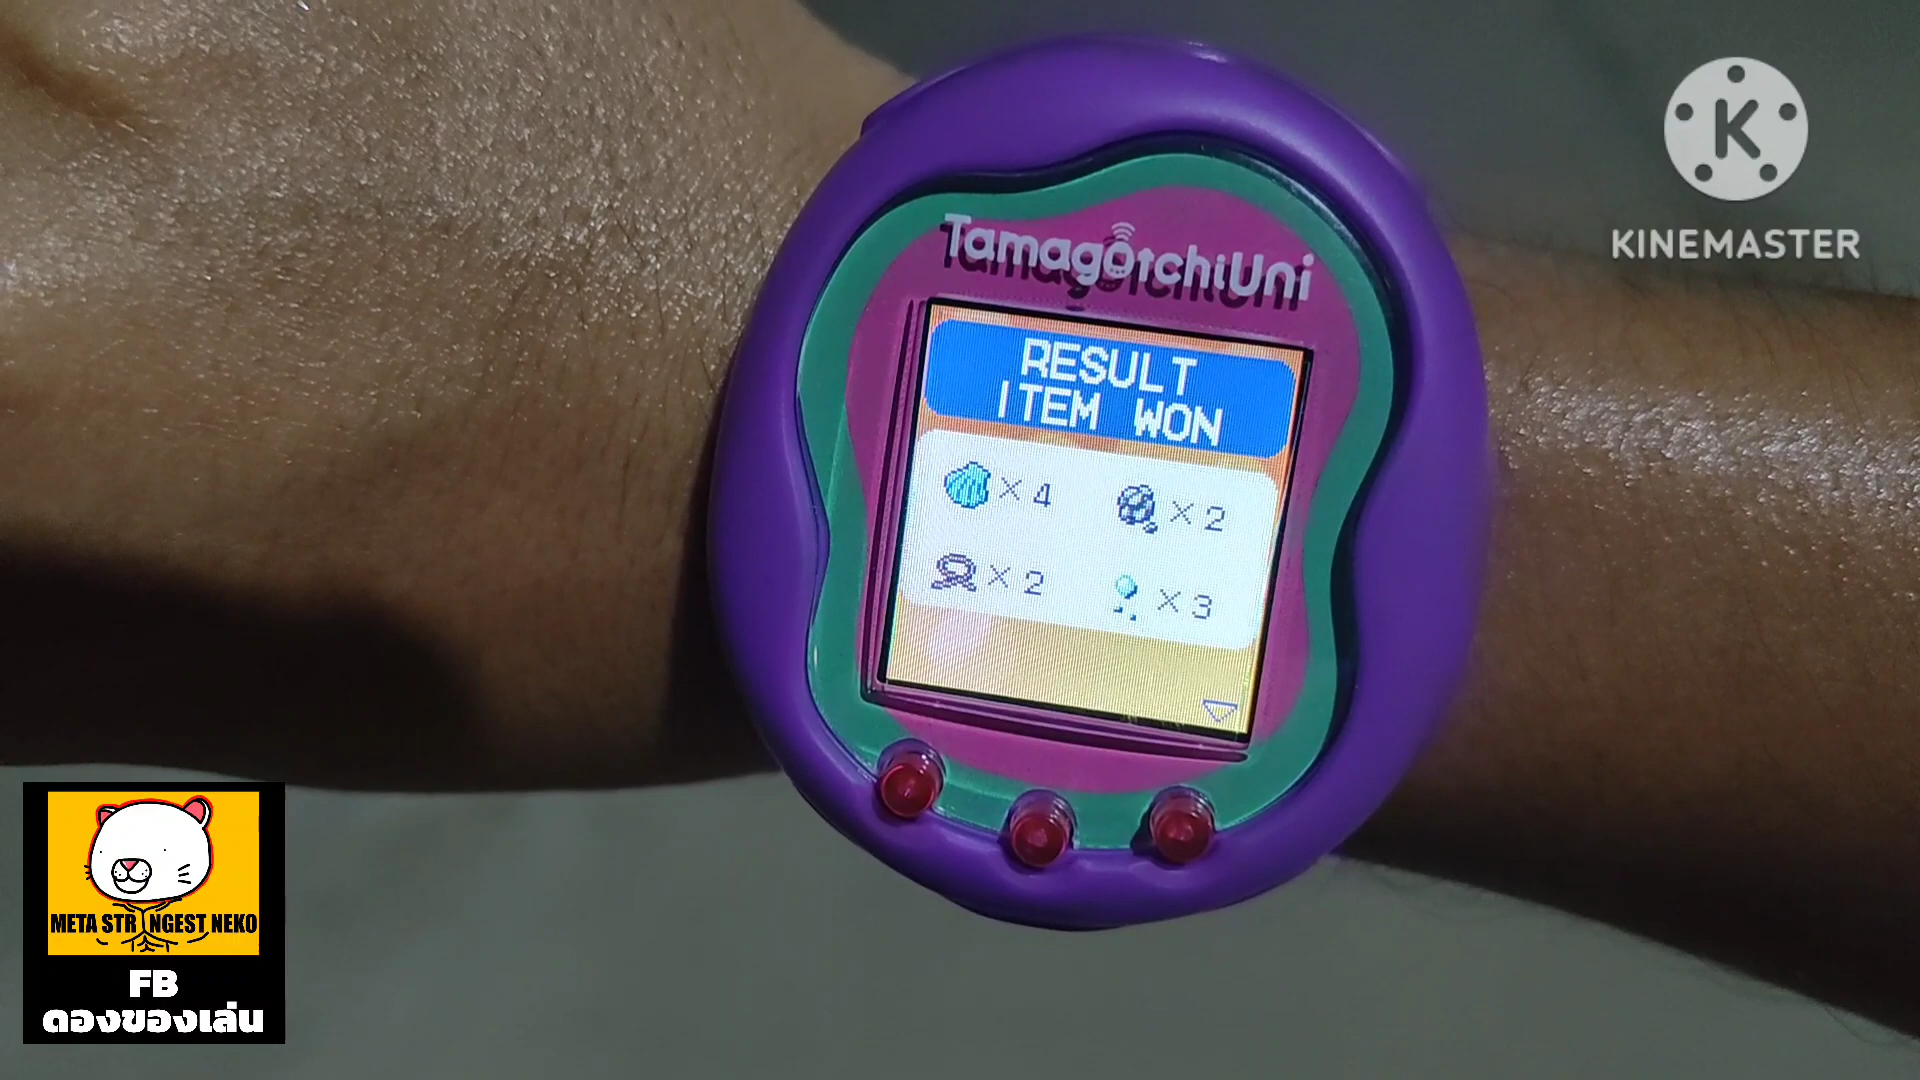 TamagotchiUni
RESULT
ITEM WON
× 4
× 2
× 2
× 3
K
KINEMASTER
META STR NGEST NEKO
FB
ดองของเล่น